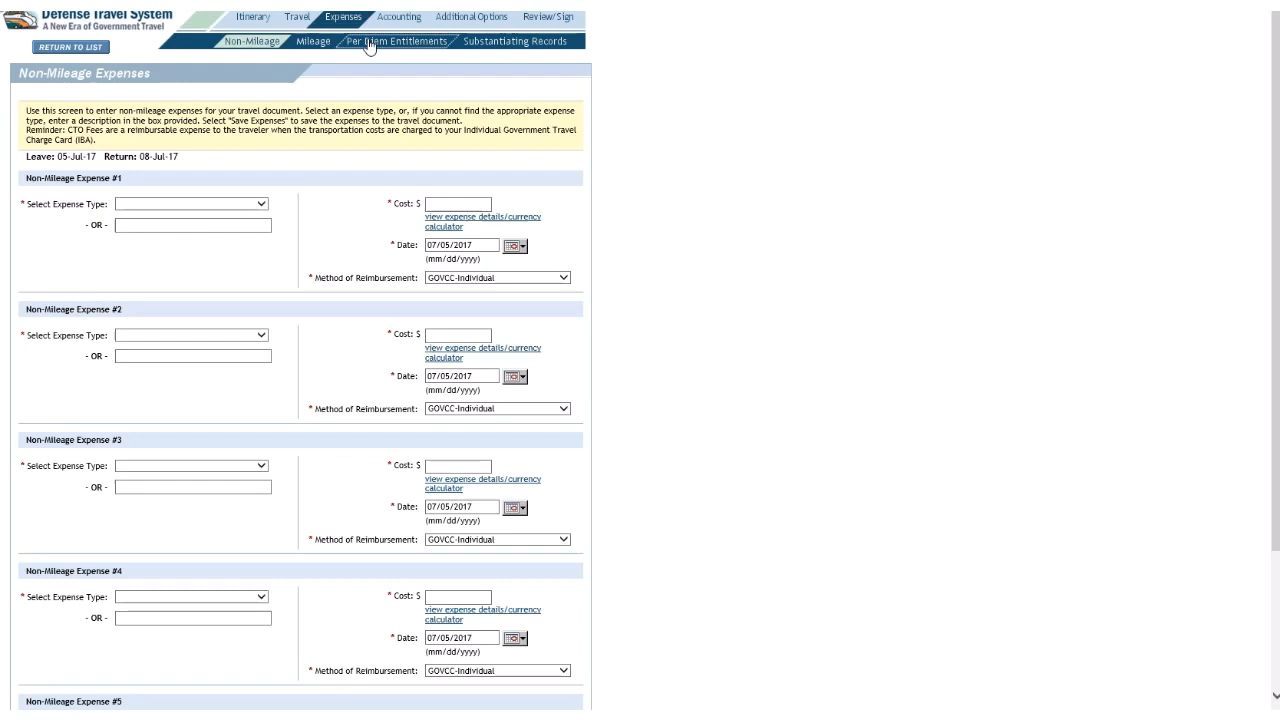 Defense Travel System
A New Era of Government Travel
Itinerary Travel Expenses Accounting Additional Options Review/Sign
RETURN TO LIST
Non-Mileage Mileage Per Diem Entitlements Substantiating Records
Non-Mileage Expenses
Use this screen to enter non-mileage expenses for your travel document. Select an expense type, or, if you cannot find the appropriate expense
type, enter a description in the box provided. Select "Save Expenses" to save the expenses to the travel document.
Reminder: CTO Fees are a reimbursable expense to the traveler when the transportation costs are charged to your Individual Government Travel
Charge Card (IBA).
Leave: 05-Jul-17 Return: 08-Jul-17
Non-Mileage Expense #1
* Select Expense Type:
* Cost: $
view expense details/currency
calculator
- OR -
* Date: 07/05/2017
(mm/dd/yyyy)
* Method of Reimbursement: GOVCC-Individual
Non-Mileage Expense #2
* Select Expense Type:
* Cost: $
view expense details/currency
calculator
- OR -
* Date: 07/05/2017
(mm/dd/yyyy)
* Method of Reimbursement: GOVCC-Individual
Non-Mileage Expense #3
* Select Expense Type:
* Cost: $
view expense details/currency
calculator
- OR -
* Date: 07/05/2017
(mm/dd/yyyy)
* Method of Reimbursement: GOVCC-Individual
Non-Mileage Expense #4
* Select Expense Type:
* Cost: $
view expense details/currency
calculator
- OR -
* Date: 07/05/2017
(mm/dd/yyyy)
* Method of Reimbursement: GOVCC-Individual
Non-Mileage Expense #5